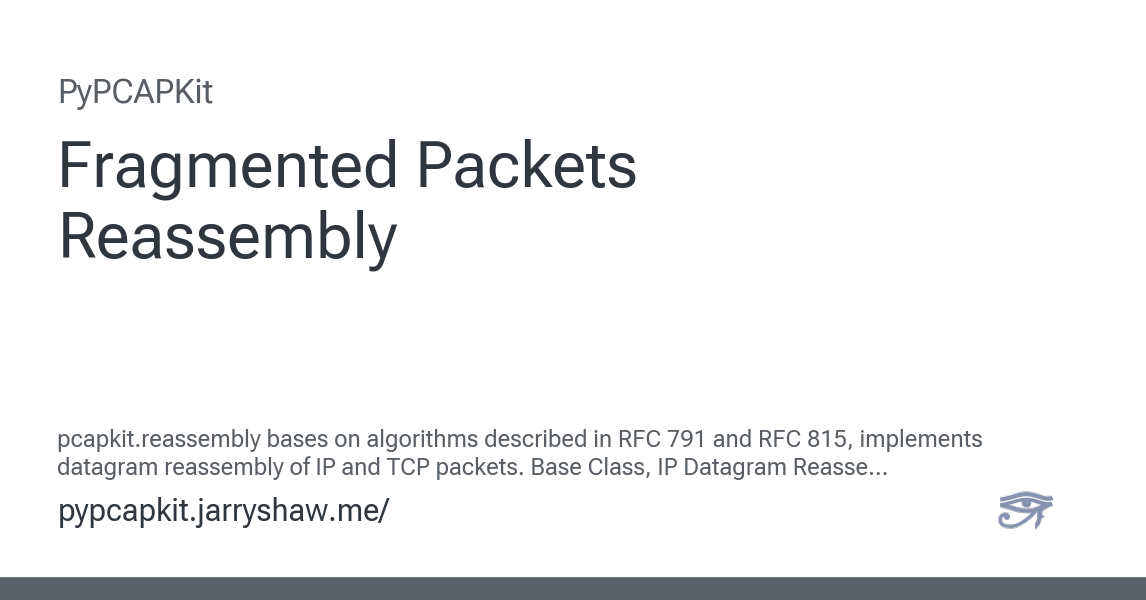 PyPCAPKit
Fragmented Packets
Reassembly
pcapkit.reassembly bases on algorithms described in RFC 791 and RFC 815, implements
datagram reassembly of IP and TCP packets. Base Class, IP Datagram Reasse...
pypcapkit.jarryshaw.me/